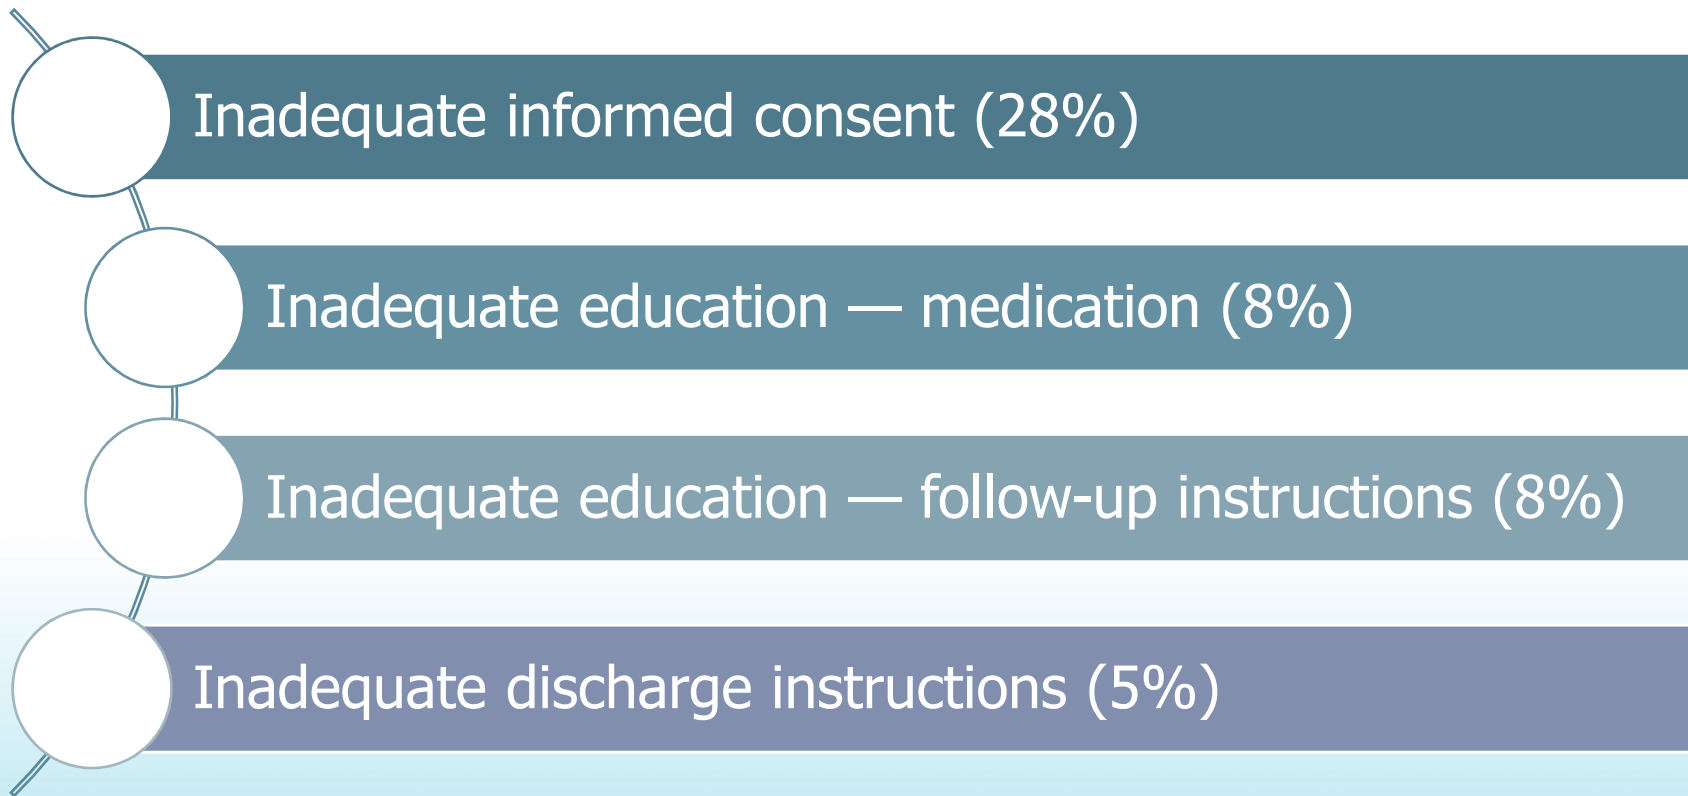 Inadequate informed consent (28%)
Inadequate education — medication (8%)
Inadequate education — follow-up instructions (8%)
Inadequate discharge instructions (5%)